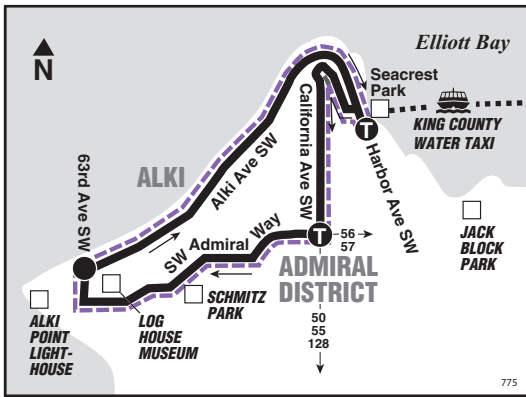 N
Elliott Bay
Seacrest
Park
KING COUNTY
WATER TAXI
T
Harbor Ave SW
California Ave SW
Alki Ave SW
ALKI
63rd Ave SW
SW Admiral Way
T
56
57
ADMIRAL
DISTRICT
50
55
128
JACK
BLOCK
PARK
SCHMITZ
PARK
LOG
HOUSE
MUSEUM
ALKI
POINT
LIGHT-
HOUSE
775